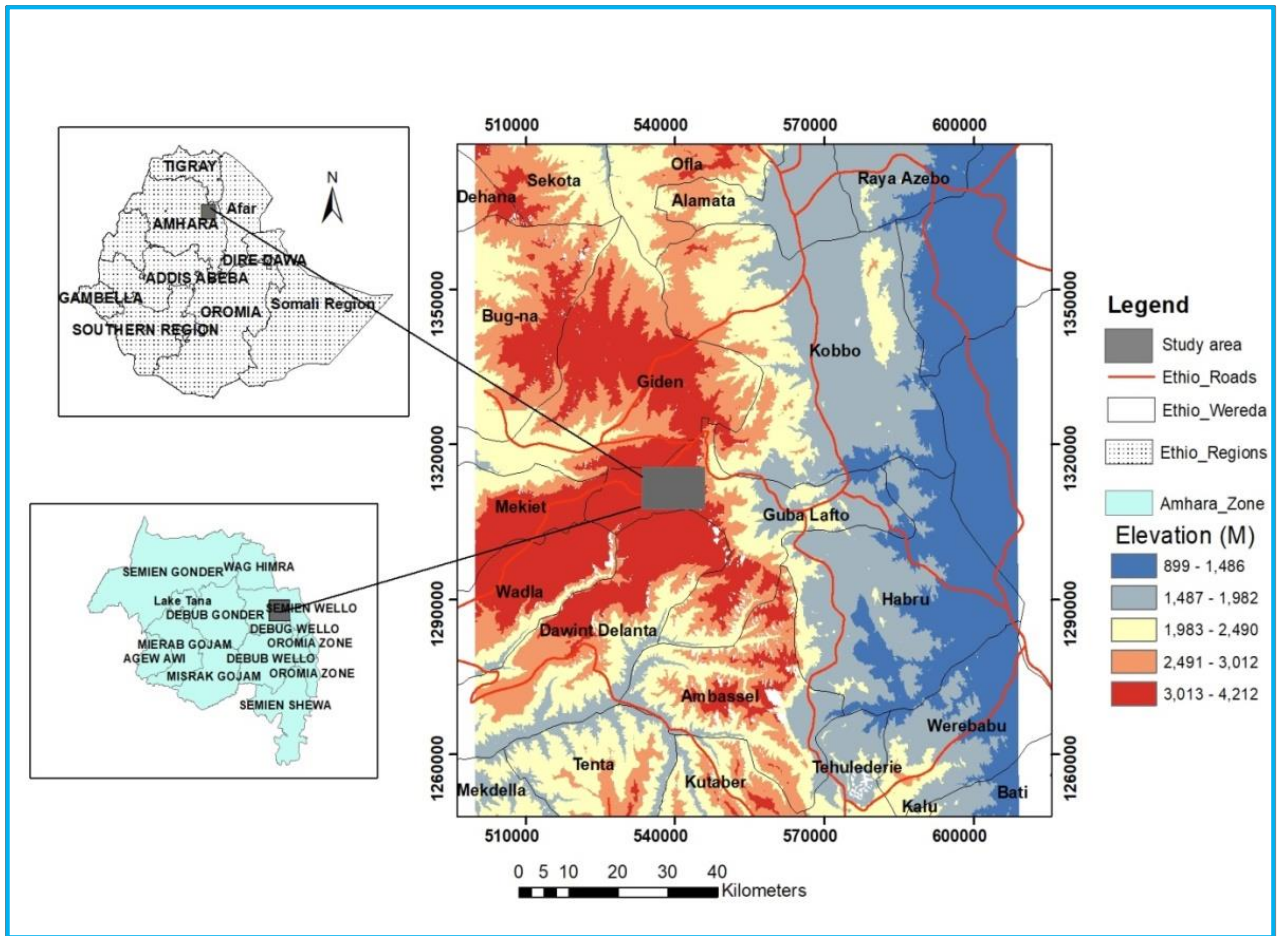 TIGRAY
Afar
AMHARA
DIRE DAWA
ADDIS ABEBA
GAMBELLA
OROMIA
Somali Region
SOUTHERN REGION
N
SEMIEN GONDER
WAG HIMRA
Lake Tana
SEMIEN WELLO
DEBUB GONDER
DEBUG WELLO
MIERAB GOJAM
OROMIA ZONE
AGEW AWI
DEBUB WELLO
MISRAK GOJAM
OROMIA ZONE
SEMIEN SHEWA
510000 540000 570000 600000
1350000
1320000
1290000
1260000
Ofla
Sekota
Raya Azebo
Dehana
Alamata
Bug-na
Kobbo
Giden
Mekiet
Guba Lafto
Wadla
Habru
Dawint Delanta
Ambassel
Werebabu
Tenta
Tehulederie
Mekdella
Kutaber
Bati
Kalu
1350000
1320000
1290000
1260000
510000 540000 570000 600000
0 5 10 20 30 40
Kilometers
Legend
Study area
Ethio_Roads
Ethio_Wereda
Ethio_Regions
Amhara_Zone
Elevation (M)
899 - 1,486
1,487 - 1,982
1,983 - 2,490
2,491 - 3,012
3,013 - 4,212